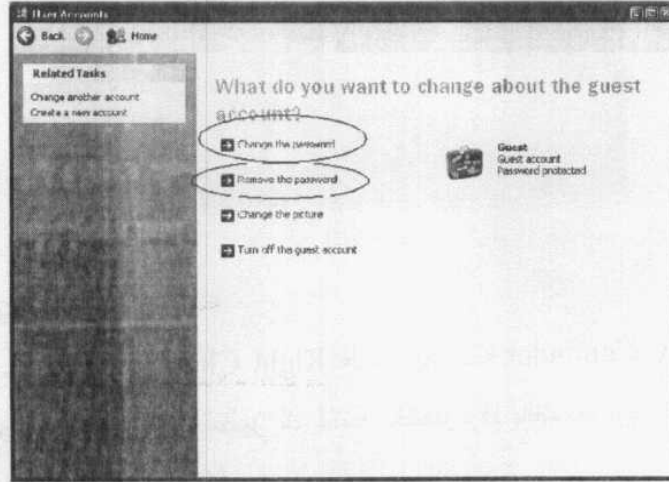 User Accounts
Back Home
Related Tasks
Change another account
Create a new account
What do you want to change about the guest
account?
Change the password
Remove the password
Change the picture
Turn off the guest account
Guest
Guest account
Password protected